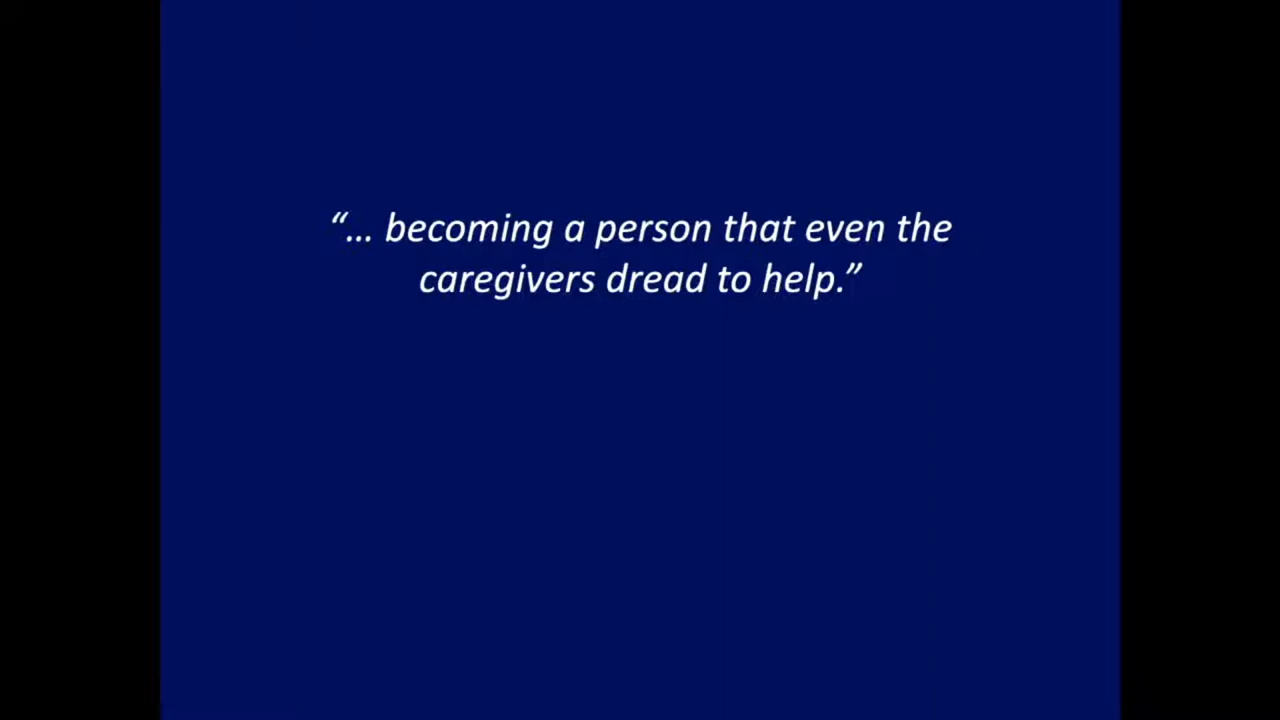 “… becoming a person that even the
caregivers dread to help.”